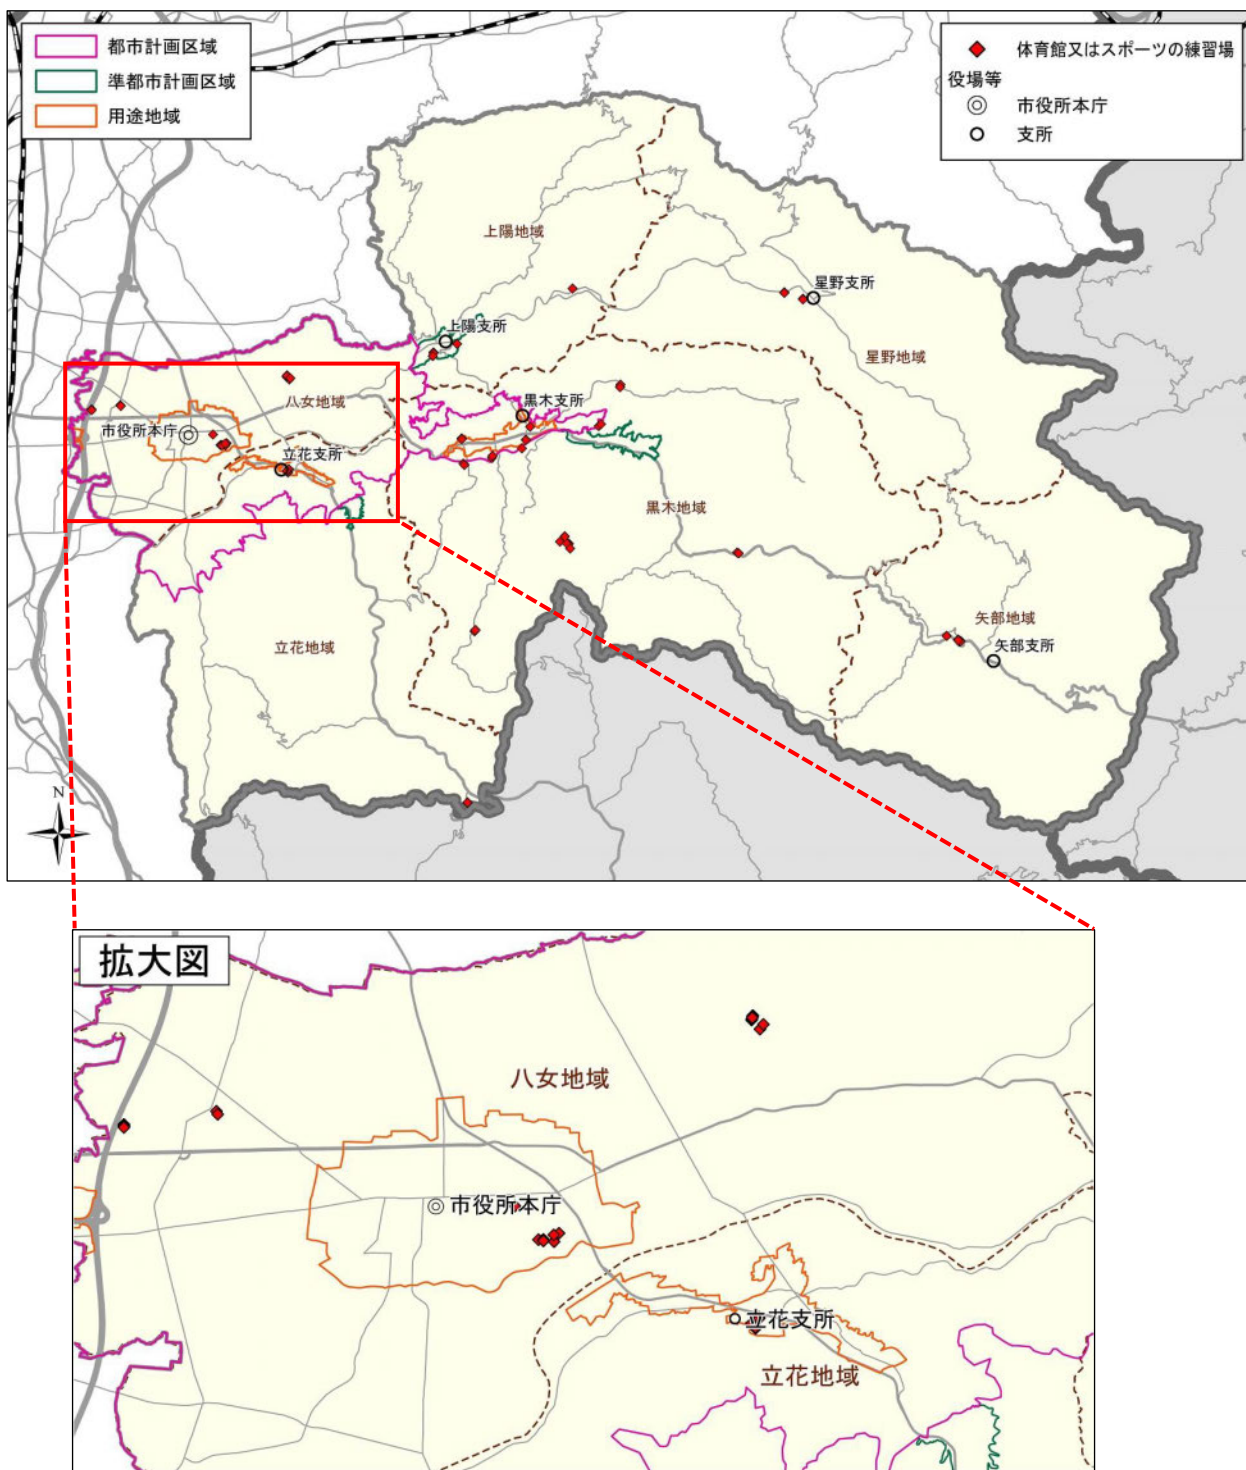 都市計画区域
準都市計画区域
用途地域
体育館又はスポーツの練習場
役場等
市役所本庁
支所
上陽地域
星野支所
上陽支所
星野地域
八女地域
黒木支所
市役所本庁
立花支所
黒木地域
矢部地域
立花地域
矢部支所
N
拡大図
八女地域
市役所本庁
立花支所
立花地域